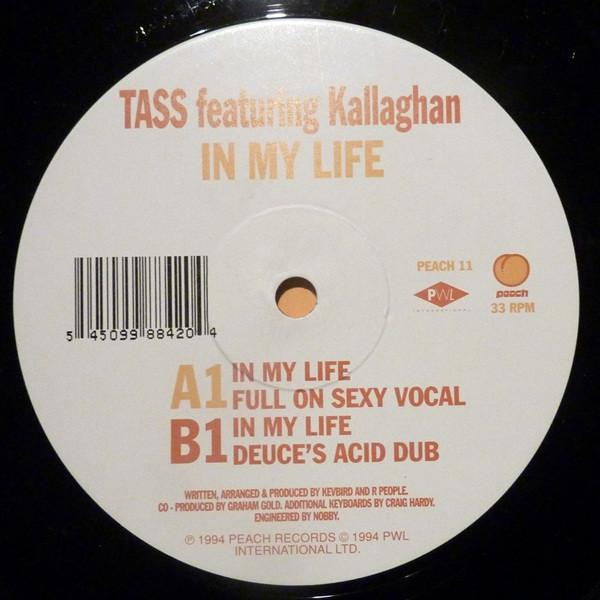 TASS featuring Kallaghan
IN MY LIFE
PEACH 11
PWL
INTERNATIONAL
peach
33 RPM
5 45099 88420 4
A1 IN MY LIFE
FULL ON SEXY VOCAL
B1 IN MY LIFE
DEUCE'S ACID DUB
WRITTEN, ARRANGED & PRODUCED BY KEVBIRD AND R PEOPLE.
CO - PRODUCED BY GRAHAM GOLD. ADDITIONAL KEYBOARDS BY CRAIG HARDY.
ENGINEERED BY NOBBY.
℗ 1994 PEACH RECORDS © 1994 PWL
INTERNATIONAL LTD.